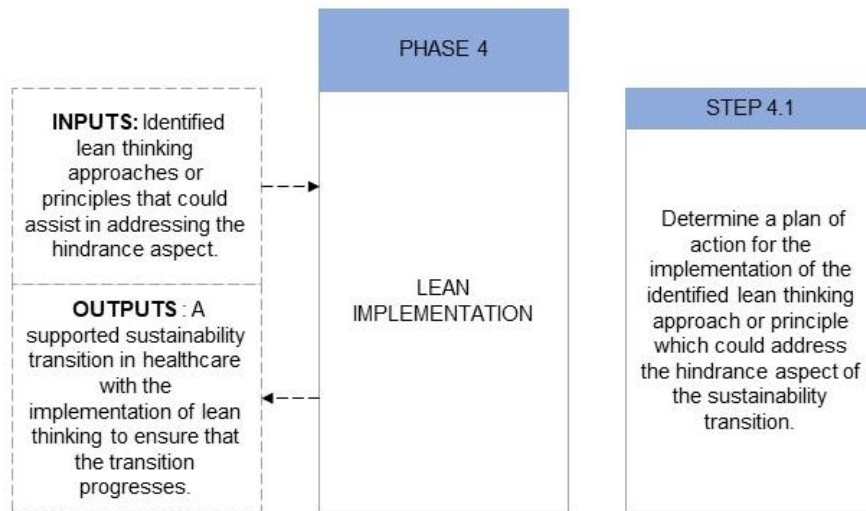 INPUTS: Identified
lean thinking
approaches or
principles that could
assist in addressing the
hindrance aspect.
OUTPUTS : A
supported sustainability
transition in healthcare
with the
implementation of lean
thinking to ensure that
the transition
progresses.
PHASE 4
LEAN
IMPLEMENTATION
STEP 4.1
Determine a plan of
action for the
implementation of the
identified lean thinking
approach or principle
which could address
the hindrance aspect of
the sustainability
transition.